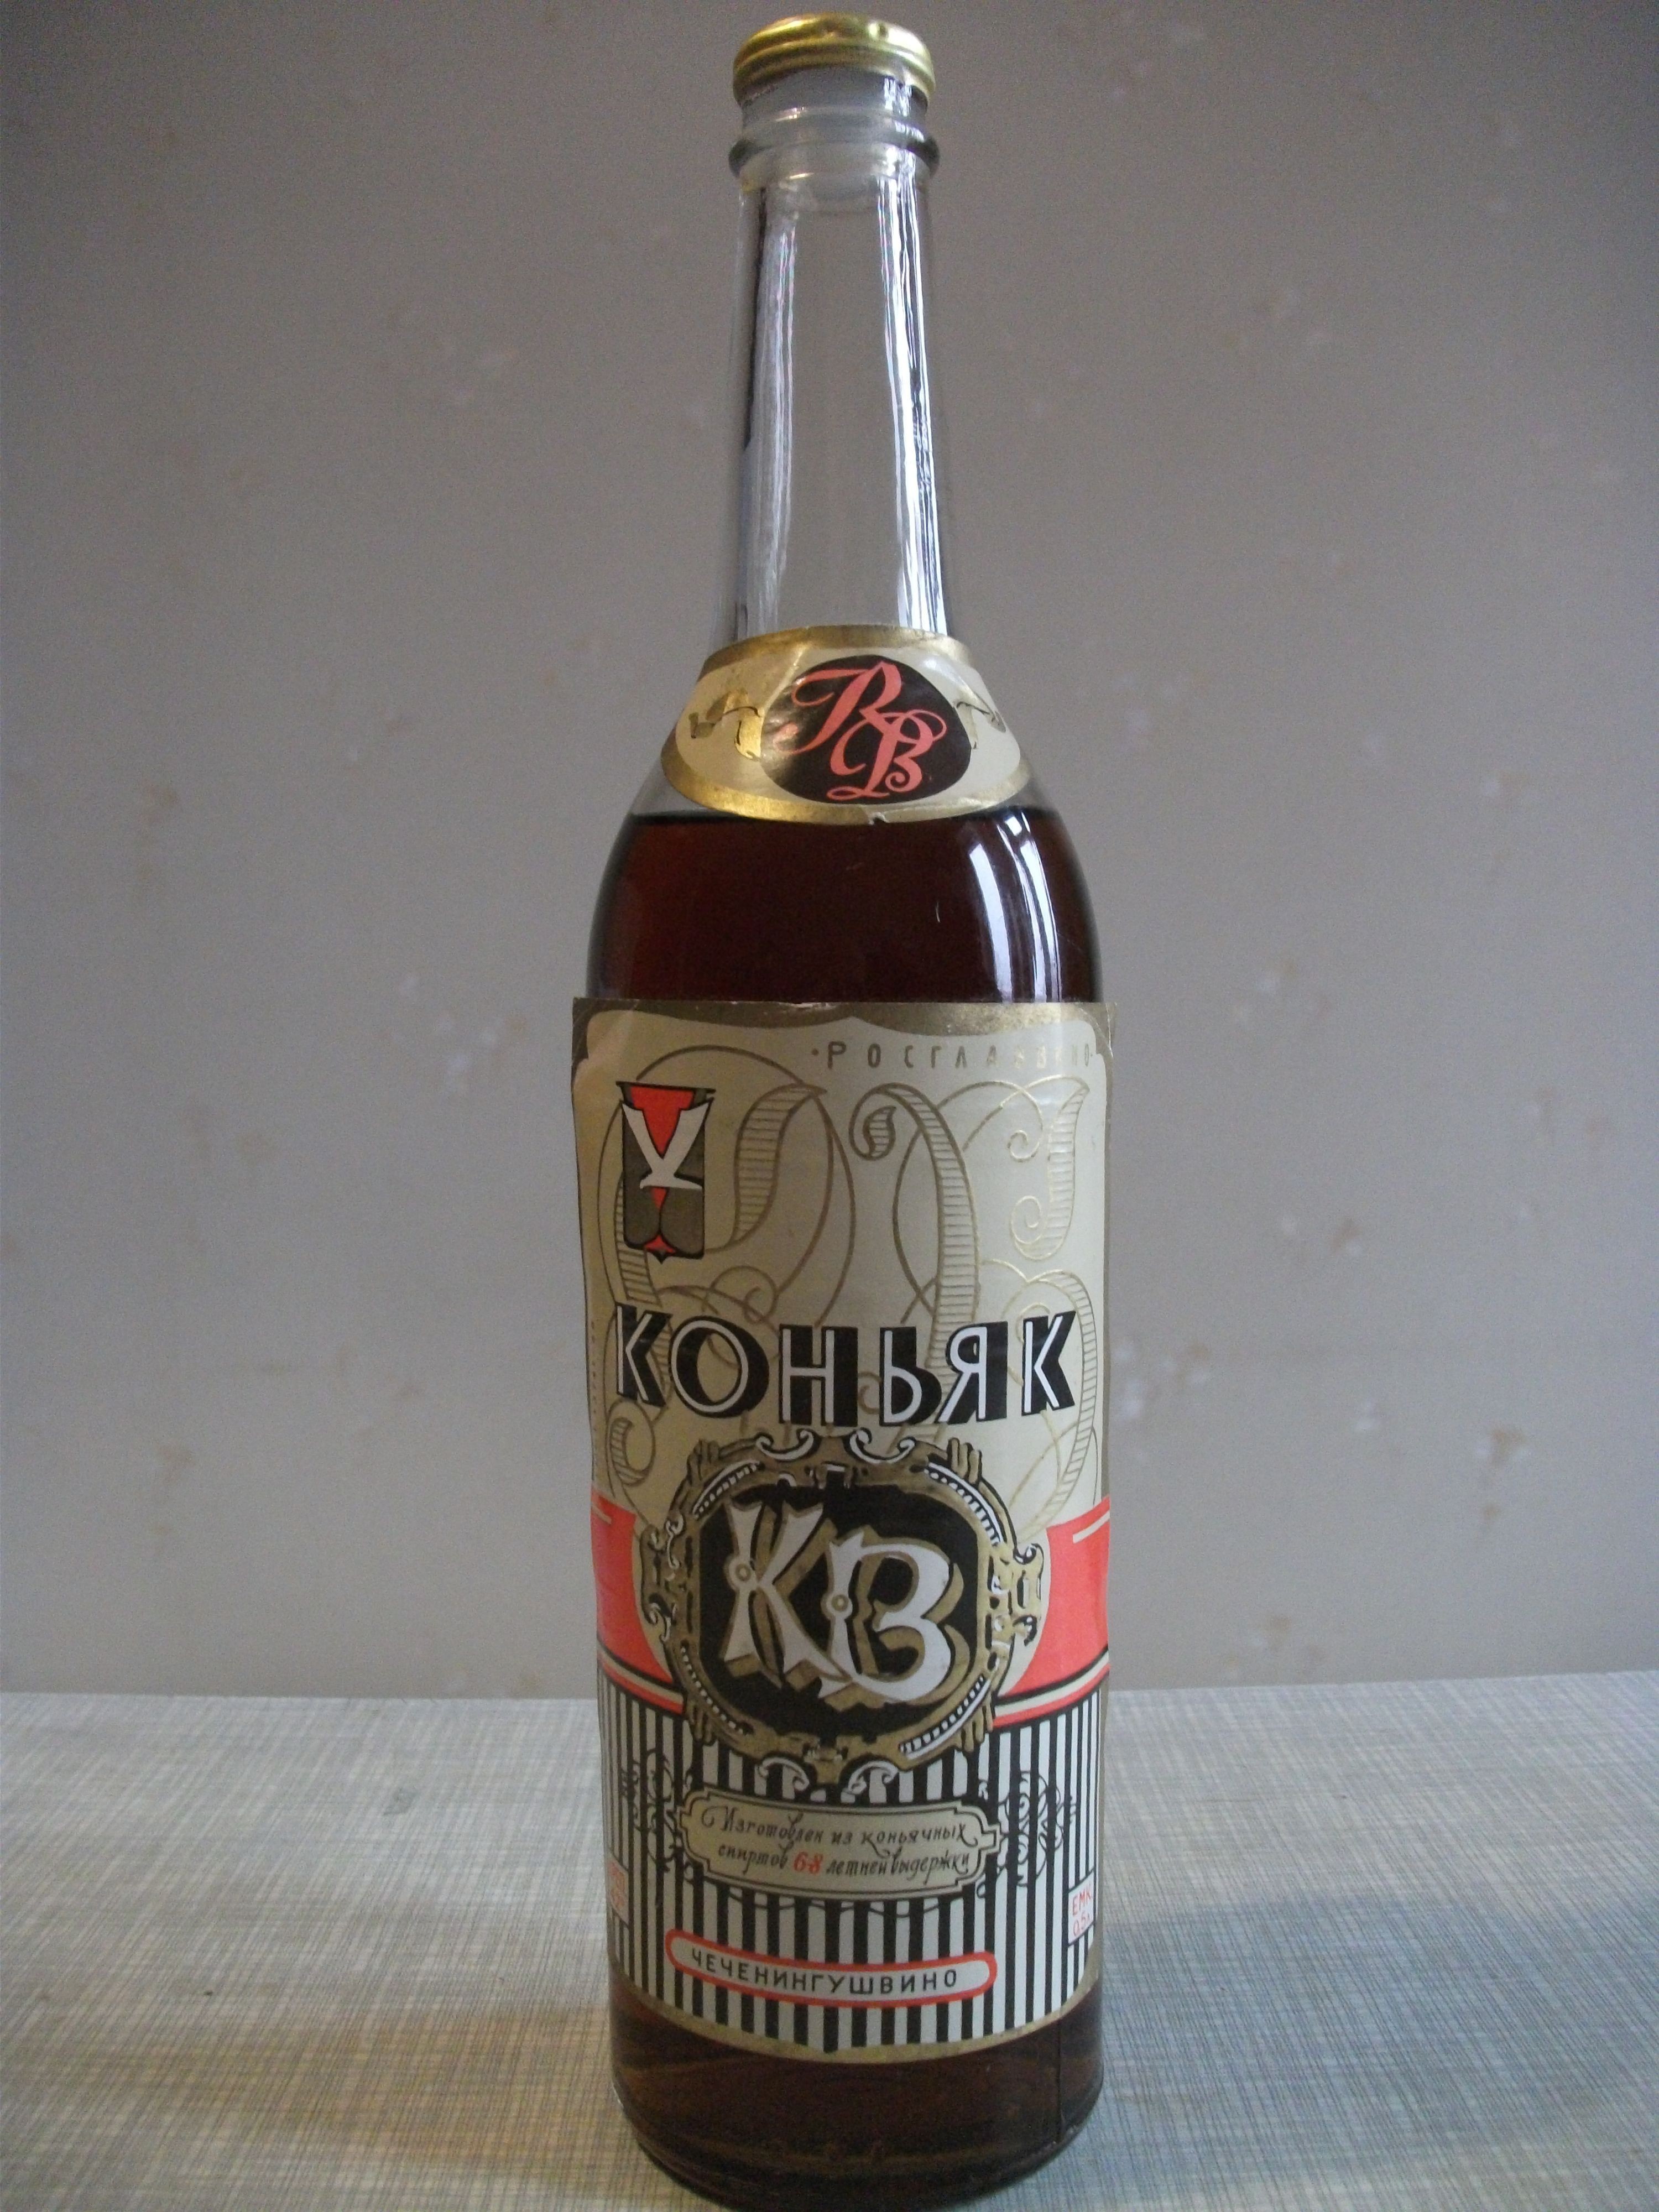 РВ
·РОСГЛАВВИНО·
КОНЬЯК
КВ
Изготовлен из коньячных
спиртов 6-8 летней выдержки
ЕМК.
0,5л
ЧЕЧЕНИНГУШВИНО